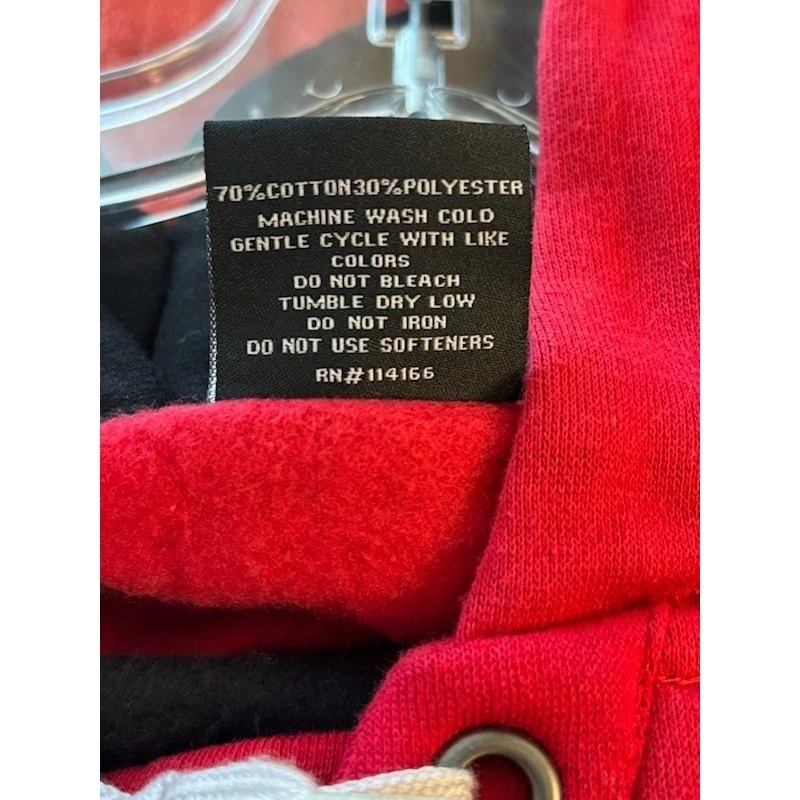 70%COTTON30%POLYESTER
MACHINE WASH COLD
GENTLE CYCLE WITH LIKE
COLORS
DO NOT BLEACH
TUMBLE DRY LOW
DO NOT IRON
DO NOT USE SOFTENERS
RN#114166